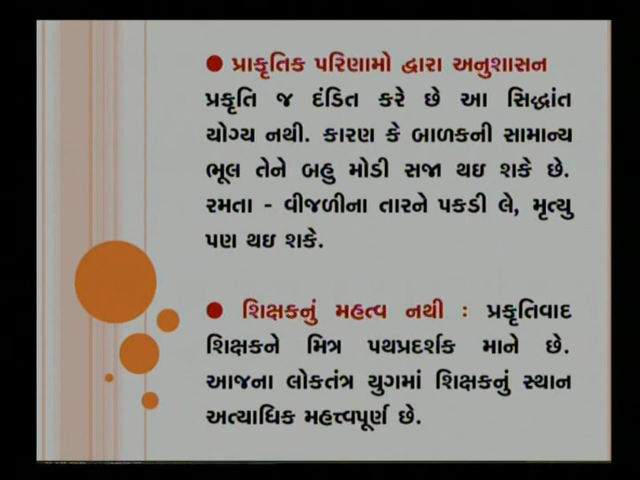 ● પ્રાકૃતિક પરિણામો દ્વારા અનુશાસન
પ્રકૃતિ જ દંડિત કરે છે આ સિદ્ધાંત
યોગ્ય નથી. કારણ કે બાળકની સામાન્ય
ભૂલ તેને બહુ મોડી સજા થઇ શકે છે.
રમતા - વીજળીના તારને પકડી લે, મૃત્યુ
પણ થઇ શકે.
● શિક્ષકનું મહત્વ નથી : પ્રકૃતિવાદ
શિક્ષકને મિત્ર પથપ્રદર્શક માને છે.
આજના લોકતંત્ર યુગમાં શિક્ષકનું સ્થાન
અત્યાધિક મહત્ત્વપૂર્ણ છે.